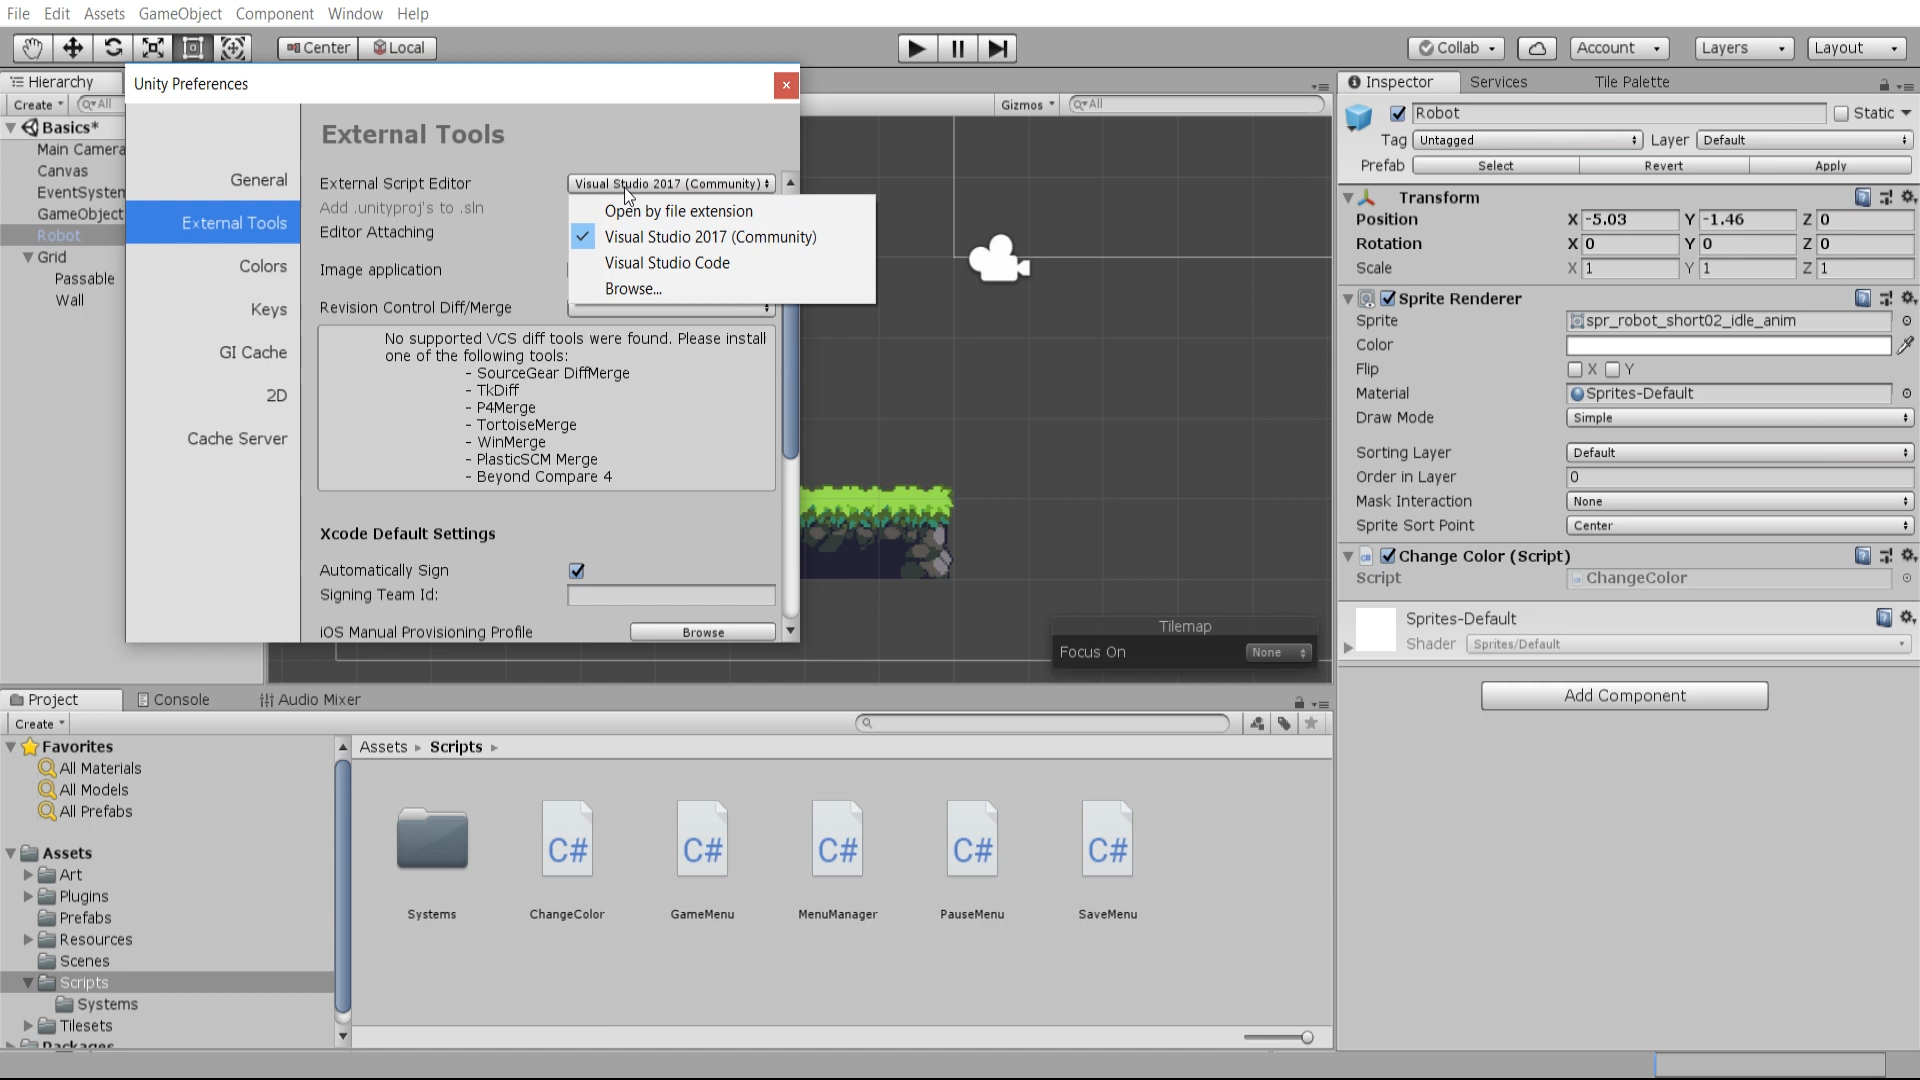 File Edit Assets GameObject Component Window Help
Center Local Collab Account Layers Layout
Unity Preferences
External Tools
General
External Tools
Colors
Keys
GI Cache
2D
Cache Server
External Script Editor Visual Studio 2017 (Community)
Add .unityproj's to .sln
Editor Attaching
Image application
Revision Control Diff/Merge
Open by file extension
Visual Studio 2017 (Community)
Visual Studio Code
Browse...
No supported VCS diff tools were found. Please install
one of the following tools:
- SourceGear DiffMerge
- TkDiff
- P4Merge
- TortoiseMerge
- WinMerge
- PlasticSCM Merge
- Beyond Compare 4
Xcode Default Settings
Automatically Sign
Signing Team Id:
iOS Manual Provisioning Profile Browse
Hierarchy
Create All
Basics*
Main Camera
Canvas
EventSystem
GameObject
Robot
Grid
Passable
Wall
Gizmos All
Tilemap
Focus On None
Inspector Services Tile Palette
Robot Static
Tag Untagged Layer Default
Prefab Select Revert Apply
Transform
Position X -5.03 Y -1.46 Z 0
Rotation X 0 Y 0 Z 0
Scale X 1 Y 1 Z 1
Sprite Renderer
Sprite spr_robot_short02_idle_anim
Color
Flip X Y
Material Sprites-Default
Draw Mode Simple
Sorting Layer Default
Order in Layer 0
Mask Interaction None
Sprite Sort Point Center
Change Color (Script)
Script ChangeColor
Sprites-Default
Shader Sprites/Default
Add Component
Project Console Audio Mixer
Create
Favorites
All Materials
All Models
All Prefabs
Assets
Art
Plugins
Prefabs
Resources
Scenes
Scripts
Systems
Tilesets
Packages
Assets Scripts
C# C# C# C# C#
Systems ChangeColor GameMenu MenuManager PauseMenu SaveMenu